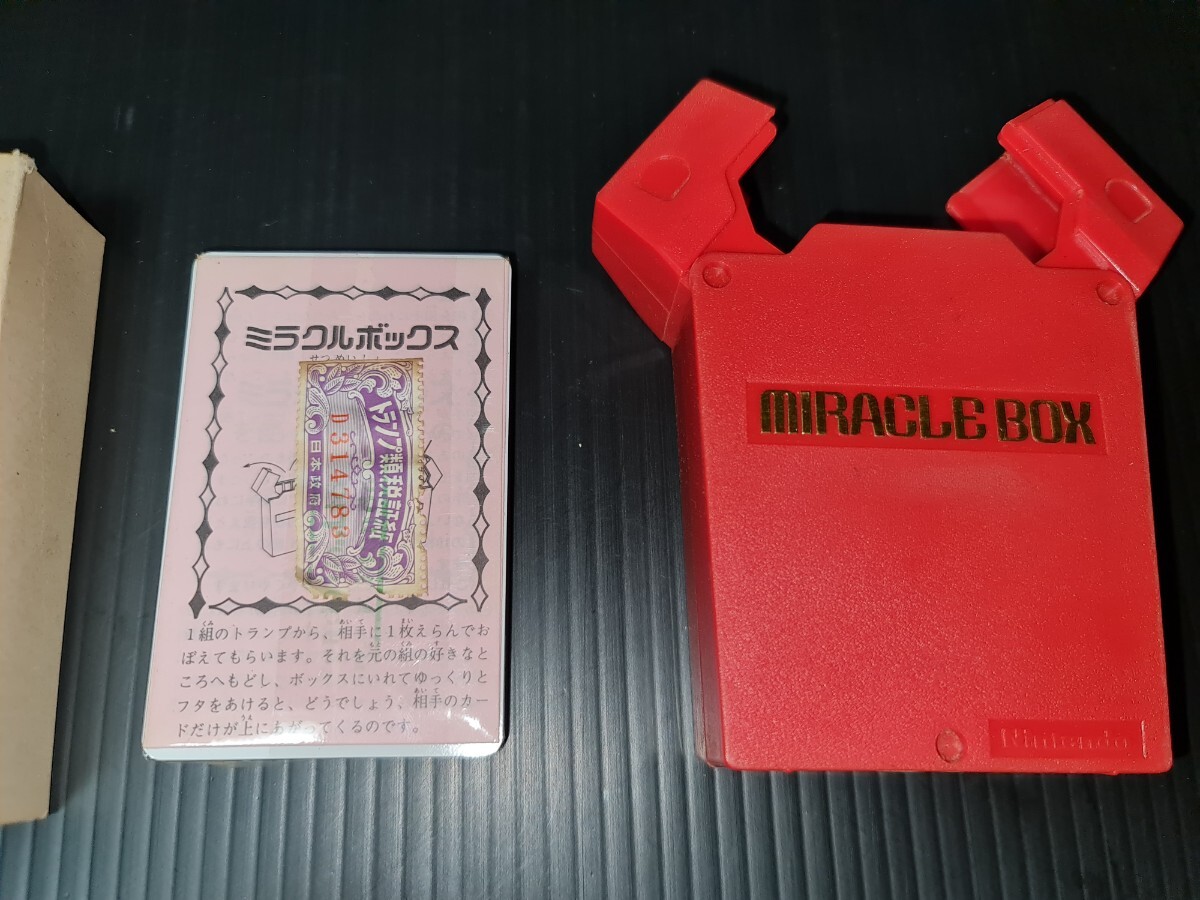 ミラクルボックス
せつめいしょ
トランプ類税証紙
D314783
日本政府
1組のトランプから、相手に1枚えらんでお
ぼえてもらいます。それを元の組の好きなと
ころへもどし、ボックスにいれてゆっくりと
フタをあけると、どうでしょう、相手のカー
ドだけが上にあがってくるのです。
MIRACLE BOX
Nintendo